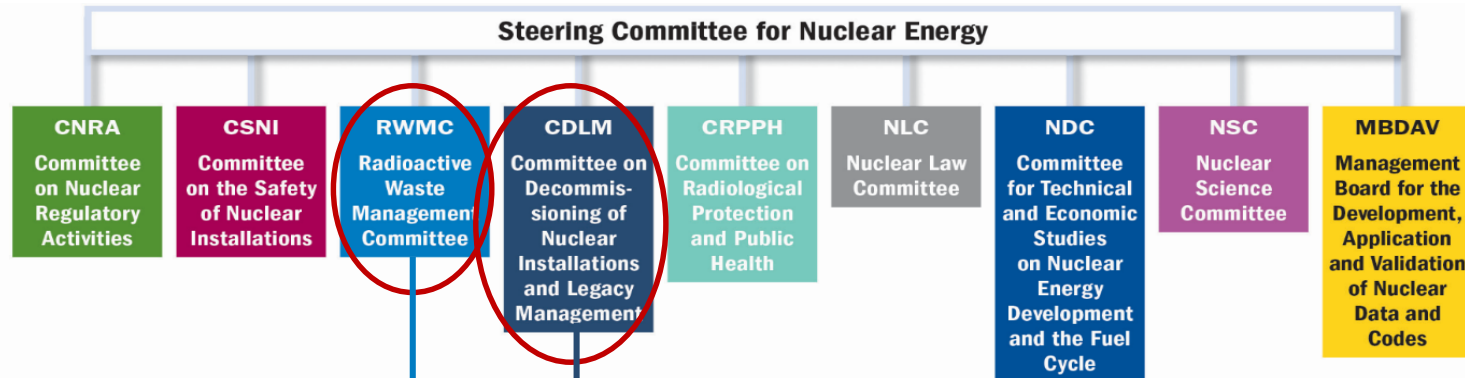 Steering Committee for Nuclear Energy
CNRA
Committee
on Nuclear
Regulatory
Activities
CSNI
Committee
on the Safety
of Nuclear
Installations
RWMC
Radioactive
Waste
Management
Committee
CDLM
Committee on
Decommis-
sioning of
Nuclear
Installations
and Legacy
Management
CRPPH
Committee on
Radiological
Protection
and Public
Health
NLC
Nuclear Law
Committee
NDC
Committee
for Technical
and Economic
Studies
on Nuclear
Energy
Development
and the Fuel
Cycle
NSC
Nuclear
Science
Committee
MBDAV
Management
Board for the
Development,
Application
and Validation
of Nuclear
Data and
Codes